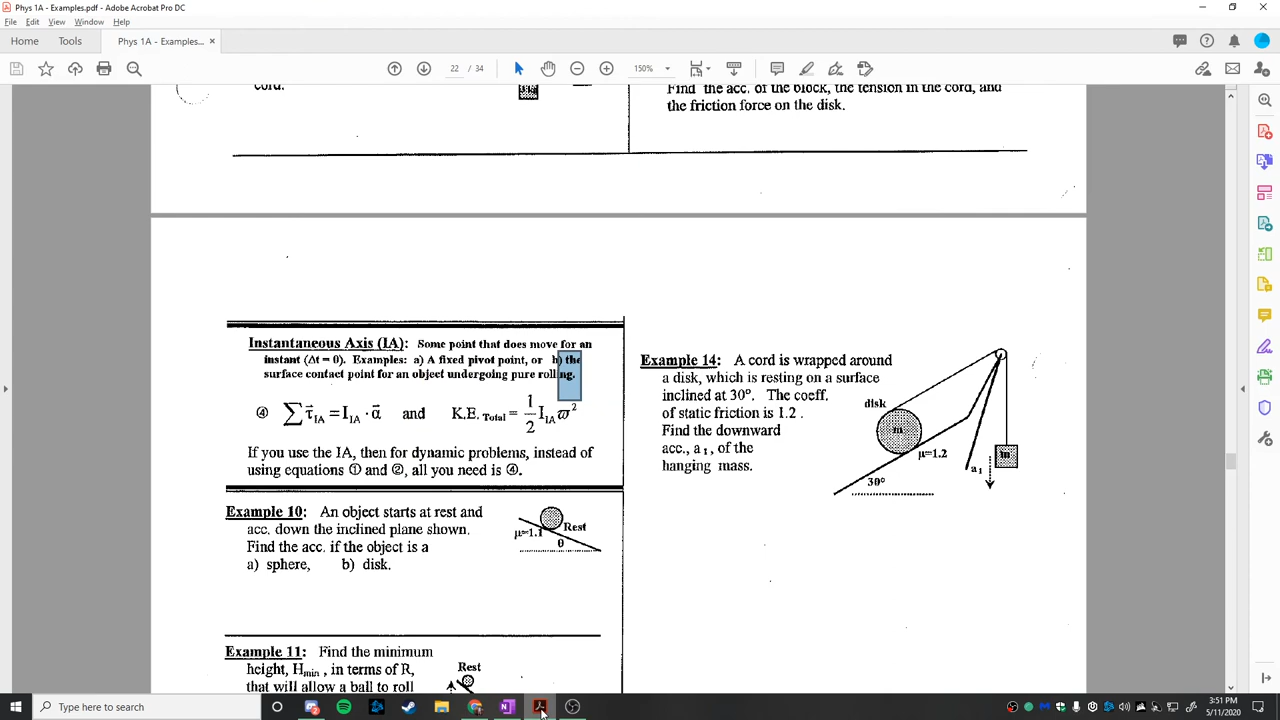 Phys 1A - Examples.pdf - Adobe Acrobat Pro DC
File Edit View Window Help
Home Tools Phys 1A - Examples... ×
22 / 34 150%
cord.
Find the acc. of the block, the tension in the cord, and
the friction force on the disk.
Instantaneous Axis (IA): Some point that does move for an
instant (Δt = 0). Examples: a) A fixed pivot point, or b) the
surface contact point for an object undergoing pure rolling.
④ ∑ τ⃗ IA = I IA · α⃗ and K.E. Total = 1/2 I IA ϖ²
If you use the IA, then for dynamic problems, instead of
using equations ① and ②, all you need is ④.
Example 10: An object starts at rest and
acc. down the inclined plane shown.
Find the acc. if the object is a
a) sphere, b) disk.
μ=1.1 Rest
θ
Example 11: Find the minimum
height, Hmin , in terms of R,
that will allow a ball to roll
Rest
Example 14: A cord is wrapped around
a disk, which is resting on a surface
inclined at 30°. The coeff.
of static friction is 1.2 .
Find the downward
acc., a₁, of the
hanging mass.
disk
m
μ=1.2
30°
m
a₁
Type here to search
3:51 PM
5/11/2020